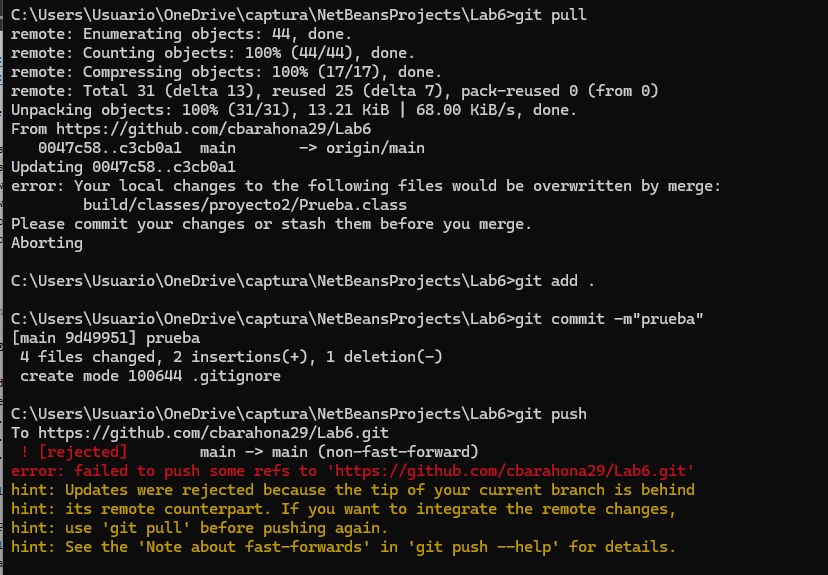 C:\Users\Usuario\OneDrive\captura\NetBeansProjects\Lab6>git pull
remote: Enumerating objects: 44, done.
remote: Counting objects: 100% (44/44), done.
remote: Compressing objects: 100% (17/17), done.
remote: Total 31 (delta 13), reused 25 (delta 7), pack-reused 0 (from 0)
Unpacking objects: 100% (31/31), 13.21 KiB | 68.00 KiB/s, done.
From https://github.com/cbarahona29/Lab6
   0047c58..c3cb0a1  main       -> origin/main
Updating 0047c58..c3cb0a1
error: Your local changes to the following files would be overwritten by merge:
        build/classes/proyecto2/Prueba.class
Please commit your changes or stash them before you merge.
Aborting

C:\Users\Usuario\OneDrive\captura\NetBeansProjects\Lab6>git add .

C:\Users\Usuario\OneDrive\captura\NetBeansProjects\Lab6>git commit -m"prueba"
[main 9d49951] prueba
 4 files changed, 2 insertions(+), 1 deletion(-)
 create mode 100644 .gitignore

C:\Users\Usuario\OneDrive\captura\NetBeansProjects\Lab6>git push
To https://github.com/cbarahona29/Lab6.git
 ! [rejected]        main -> main (non-fast-forward)
error: failed to push some refs to 'https://github.com/cbarahona29/Lab6.git'
hint: Updates were rejected because the tip of your current branch is behind
hint: its remote counterpart. If you want to integrate the remote changes,
hint: use 'git pull' before pushing again.
hint: See the 'Note about fast-forwards' in 'git push --help' for details.